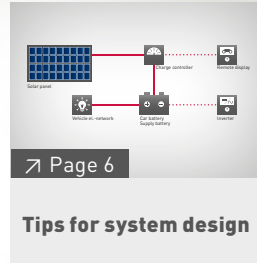 Charge controller
Remote display
Solar panel
Vehicle el.-network
Car battery
Supply battery
Inverter
↗ Page 6
Tips for system design